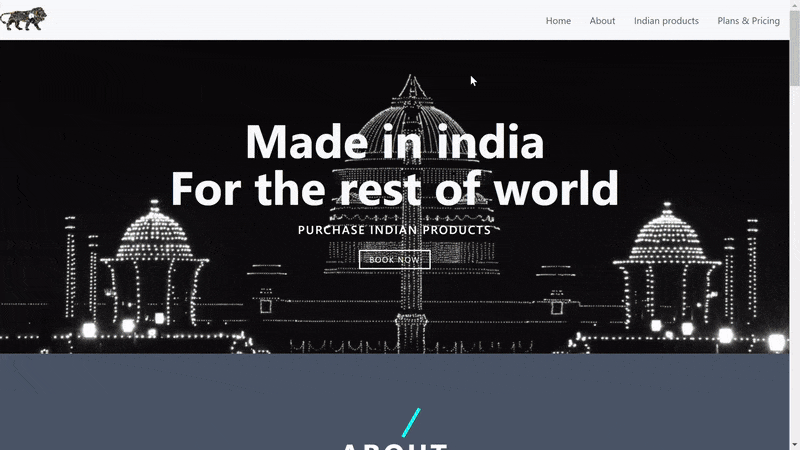 Home About Indian products Plans & Pricing
Made in india
For the rest of world
PURCHASE INDIAN PRODUCTS
BOOK NOW
ABOUT